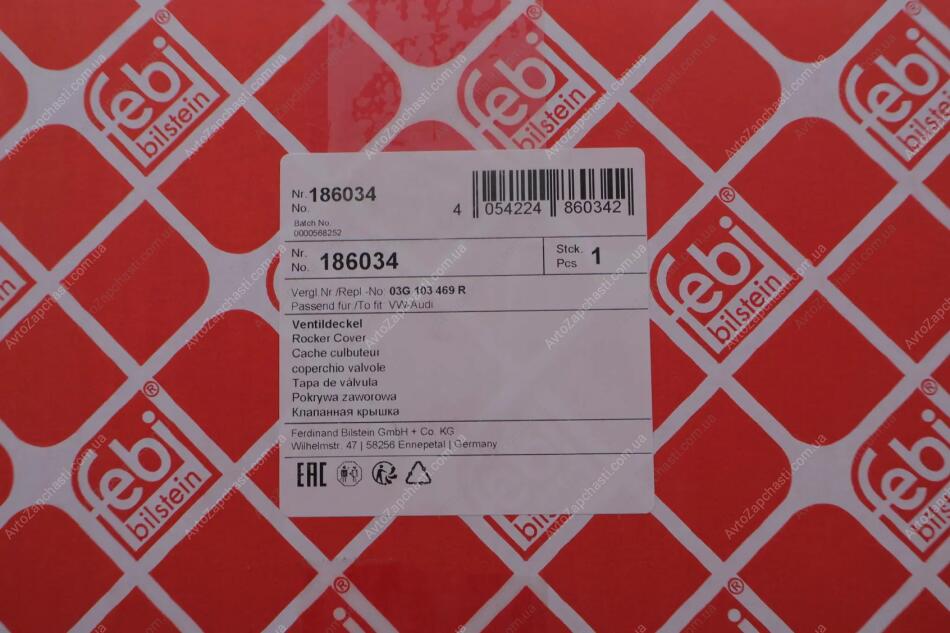 febi®
bilstein
Nr. 186034
No.
Batch No.
0000568252
4 054224 860342
Nr.
No. 186034
Stck.
Pcs 1
Vergl.Nr./Repl.-No. 03G 103 469 R
Passend für /To fit VW-Audi
Ventildeckel
Rocker Cover
Cache culbuteur
coperchio valvole
Tapa de válvula
Pokrywa zaworowa
Клапанная крышка
Ferdinand Bilstein GmbH + Co. KG
Wilhelmstr. 47 | 58256 Ennepetal | Germany
EAC
AvtoZapchasti.com.ua